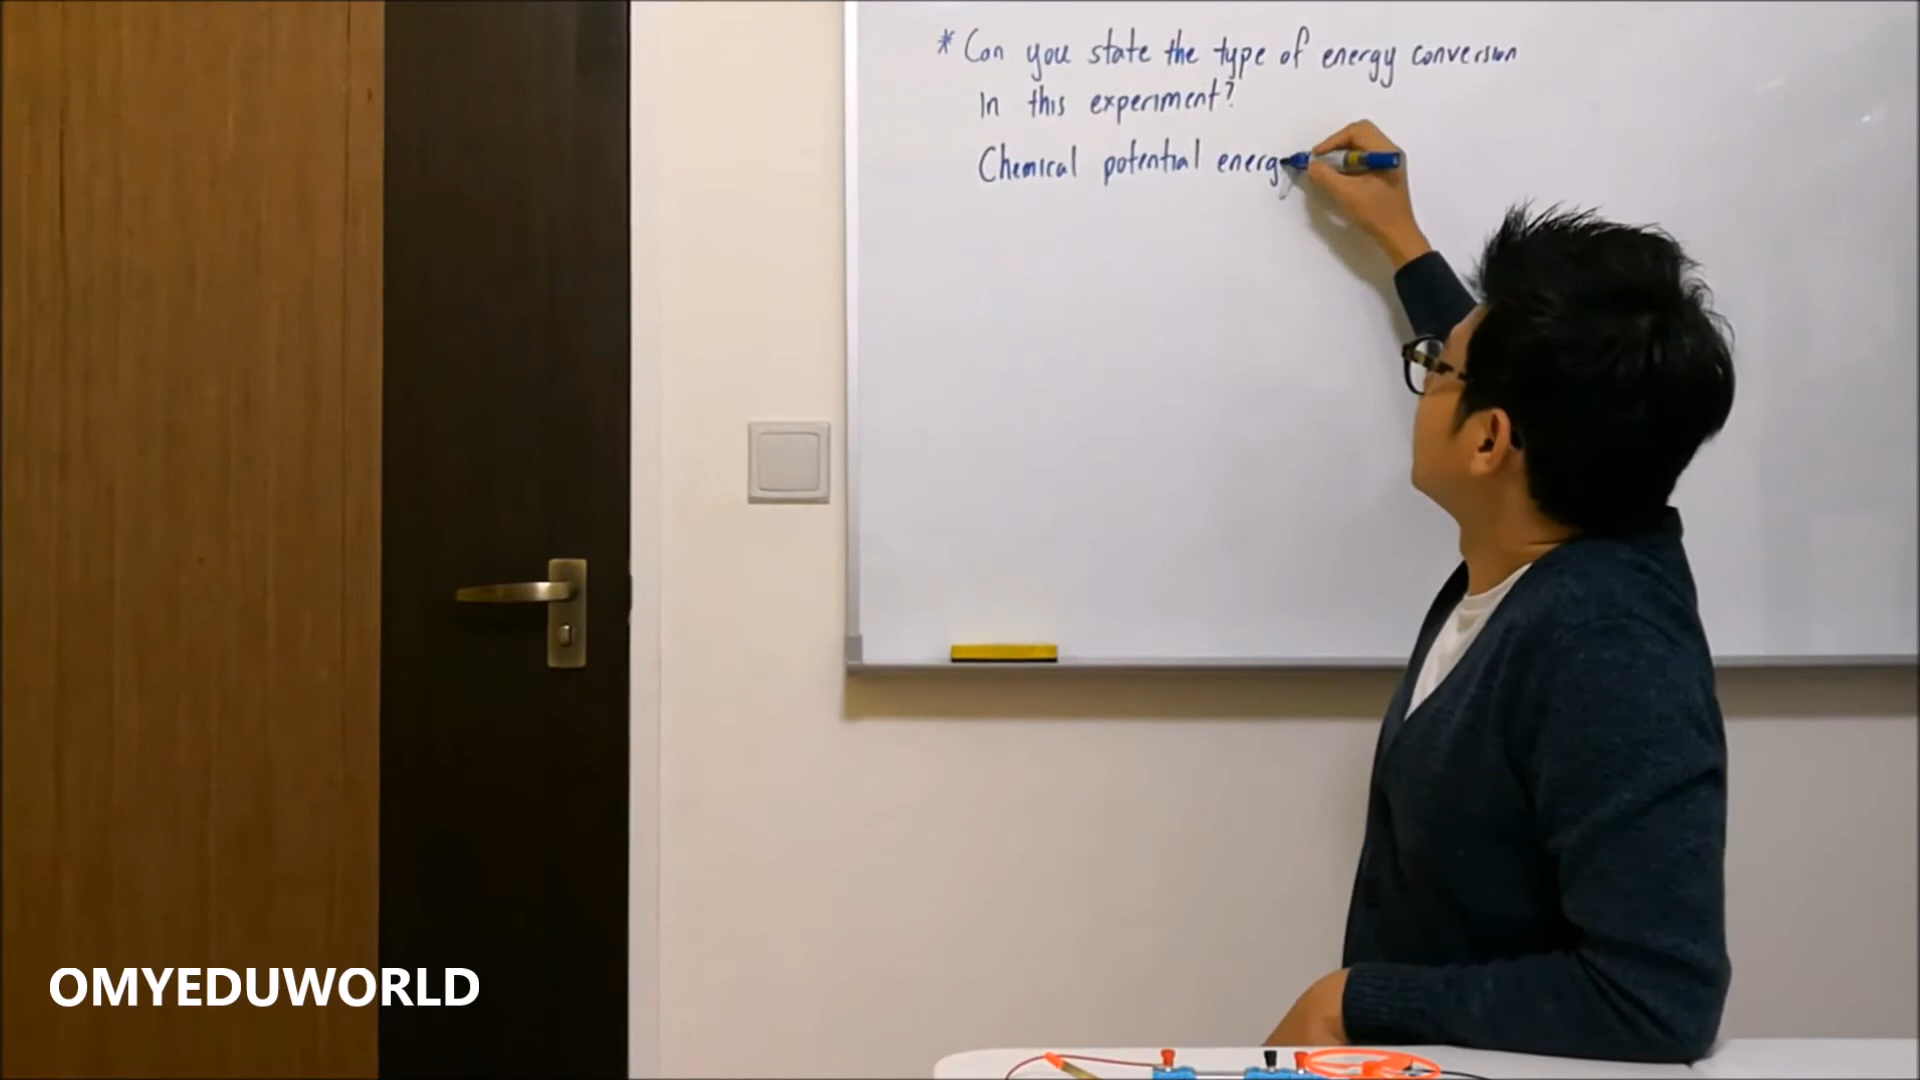 * Can you state the type of energy conversion
In this experiment?
Chemical potential energ
OMYEDUWORLD